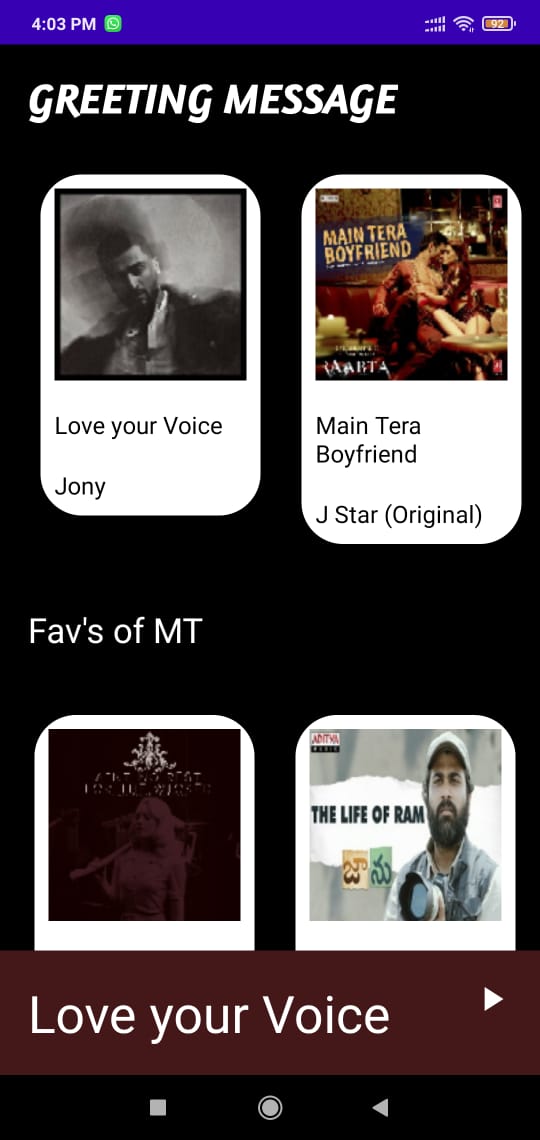 4:03 PM
92
GREETING MESSAGE
MAIN TERA
BOYFRIEND
RAABTA
Love your Voice
Jony
Main Tera
Boyfriend
J Star (Original)
Fav's of MT
ADITYA
MUSIC
THE LIFE OF RAM
జాను
Love your Voice